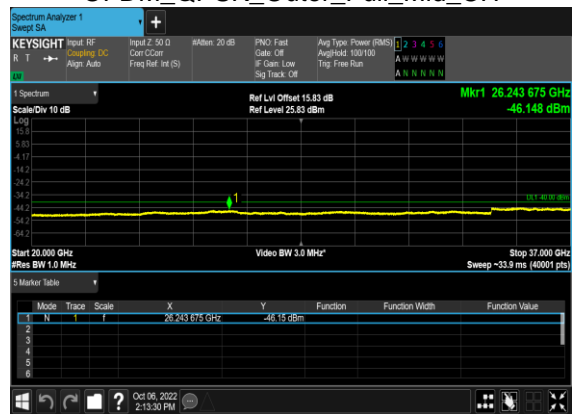 Spectrum Analyzer 1
Swept SA
KEYSIGHT
R T
Input: RF
Coupling: DC
Align: Auto
Input Z: 50 Ω
Corr CCorr
Freq Ref: Int (S)
#Atten: 20 dB
PNO: Fast
Gate: Off
IF Gain: Low
Sig Track: Off
Avg Type: Power (RMS)
Avg|Hold: 100/100
Trig: Free Run
1 2 3 4 5 6
A W W W W W
A N N N N N
LW
1 Spectrum
Scale/Div 10 dB
Ref Lvl Offset 15.83 dB
Ref Level 25.83 dBm
Mkr1 26.243 675 GHz
-46.148 dBm
Log
15.8
5.83
-4.17
-14.2
-24.2
-34.2
-44.2
-54.2
-64.2
1
DL1 -40.00 dBm
Start 20.000 GHz
#Res BW 1.0 MHz
Video BW 3.0 MHz*
Stop 37.000 GHz
Sweep ~33.9 ms (40001 pts)
5 Marker Table
Mode Trace Scale X Y Function Function Width Function Value
1 N 1 f 26.243 675 GHz -46.15 dBm
2
3
4
5
6
?
Oct 06, 2022
2:13:30 PM